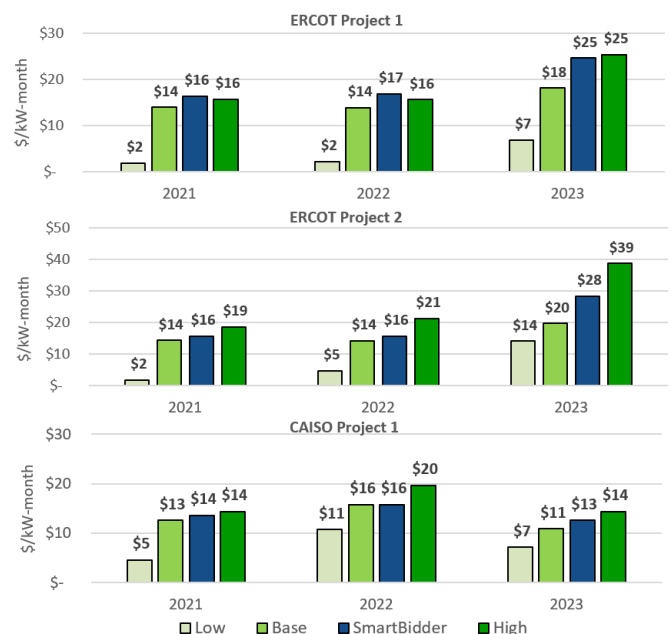 ERCOT Project 1
$/kW-month
$30
$20
$10
$-
$2 $14 $16 $16
$2 $14 $17 $16
$7 $18 $25 $25
2021 2022 2023
ERCOT Project 2
$/kW-month
$50
$40
$30
$20
$10
$-
$2 $14 $16 $19
$5 $14 $16 $21
$14 $20 $28 $39
2021 2022 2023
CAISO Project 1
$/kW-month
$30
$20
$10
$-
$5 $13 $14 $14
$11 $16 $16 $20
$7 $11 $13 $14
2021 2022 2023
Low Base SmartBidder High